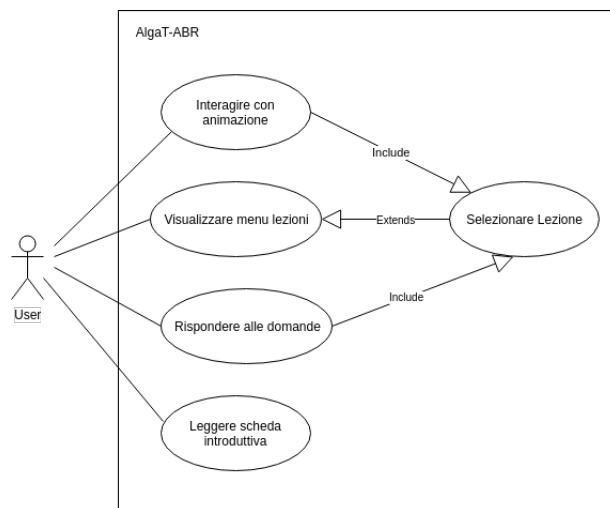 AlgaT-ABR
Interagire con
animazione
Include
Visualizzare menu lezioni
Extends
Selezionare Lezione
User
Rispondere alle domande
Include
Leggere scheda
introduttiva